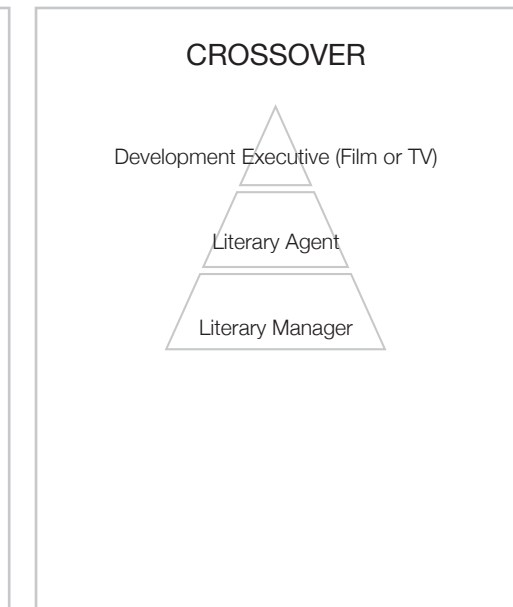 CROSSOVER
Development Executive (Film or TV)
Literary Agent
Literary Manager